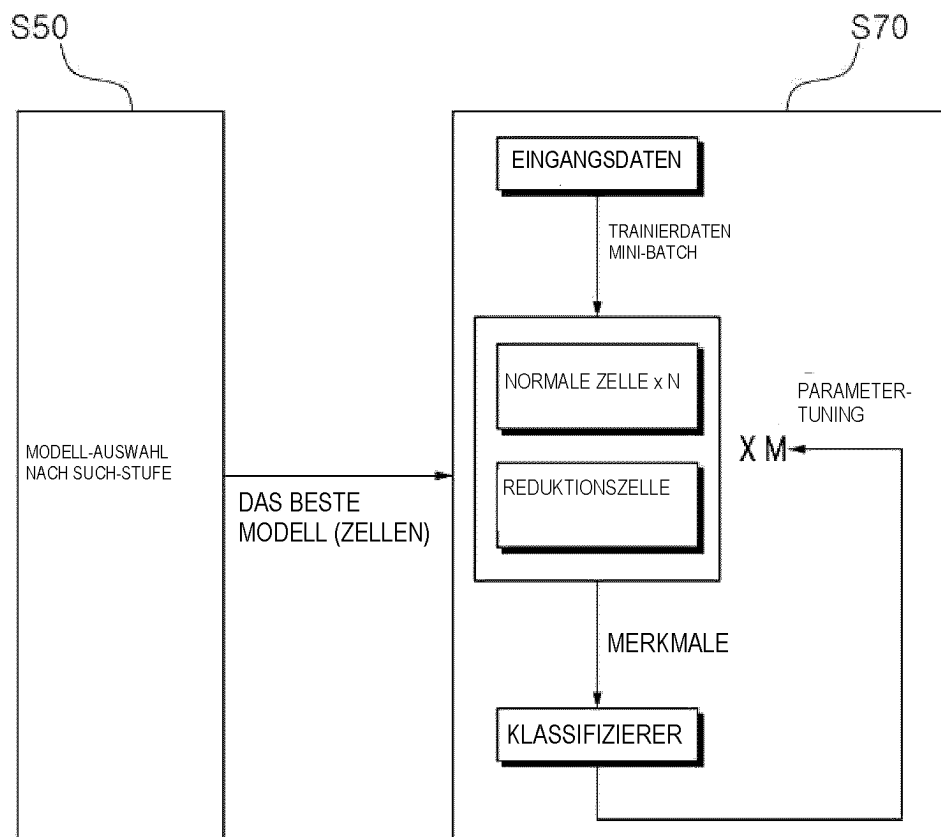 S50
S70
EINGANGSDATEN
TRAINIERDATEN
MINI-BATCH
NORMALE ZELLE x N
REDUKTIONSZELLE
X M
PARAMETER-
TUNING
MODELL-AUSWAHL
NACH SUCH-STUFE
DAS BESTE
MODELL (ZELLEN)
MERKMALE
KLASSIFIZIERER